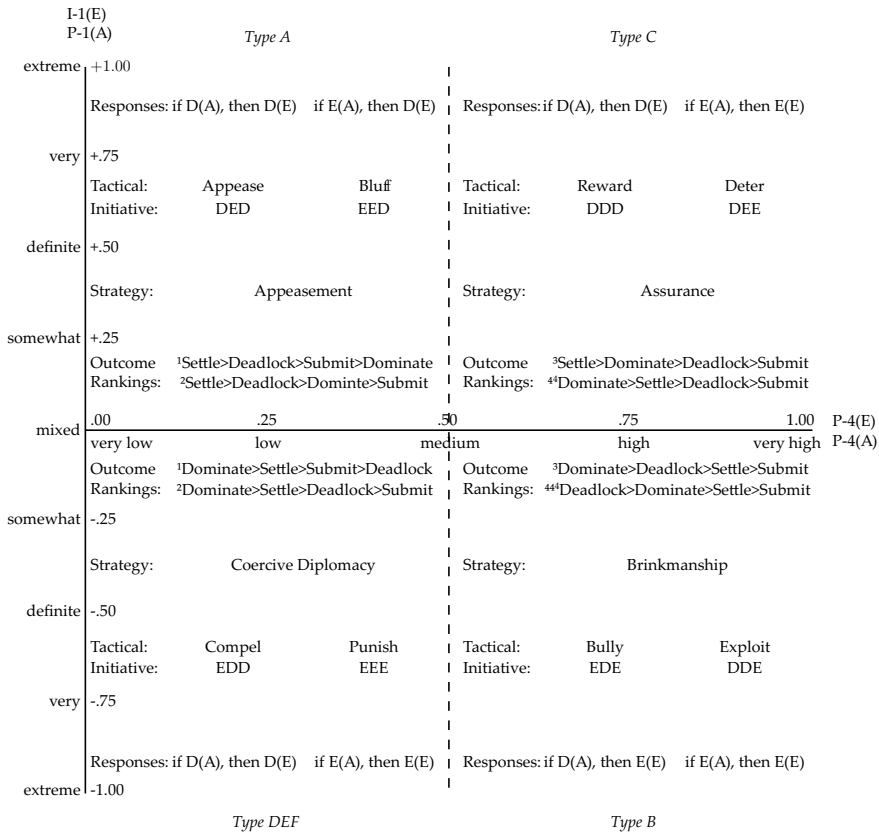 I-1(E)
P-1(A)
Type A Type C
extreme +1.00
Responses: if D(A), then D(E) if E(A), then D(E) Responses: if D(A), then D(E) if E(A), then E(E)
very +.75
Tactical: Appease Bluff Tactical: Reward Deter
Initiative: DED EED Initiative: DDD DEE
definite +.50
Strategy: Appeasement Strategy: Assurance
somewhat +.25
Outcome ¹Settle>Deadlock>Submit>Dominate Outcome ³Settle>Dominate>Deadlock>Submit
Rankings: ²Settle>Deadlock>Dominte>Submit Rankings: ⁴⁴Dominate>Settle>Deadlock>Submit
mixed .00 .25 .50 .75 1.00 P-4(E)
very low low medium high very high P-4(A)
Outcome ¹Dominate>Settle>Submit>Deadlock Outcome ³Dominate>Deadlock>Settle>Submit
Rankings: ²Dominate>Settle>Deadlock>Submit Rankings: ⁴⁴⁴Deadlock>Dominate>Settle>Submit
somewhat -.25
Strategy: Coercive Diplomacy Strategy: Brinkmanship
definite -.50
Tactical: Compel Punish Tactical: Bully Exploit
Initiative: EDD EEE Initiative: EDE DDE
very -.75
Responses: if D(A), then D(E) if E(A), then E(E) Responses: if D(A), then E(E) if E(A), then E(E)
extreme -1.00
Type DEF Type B